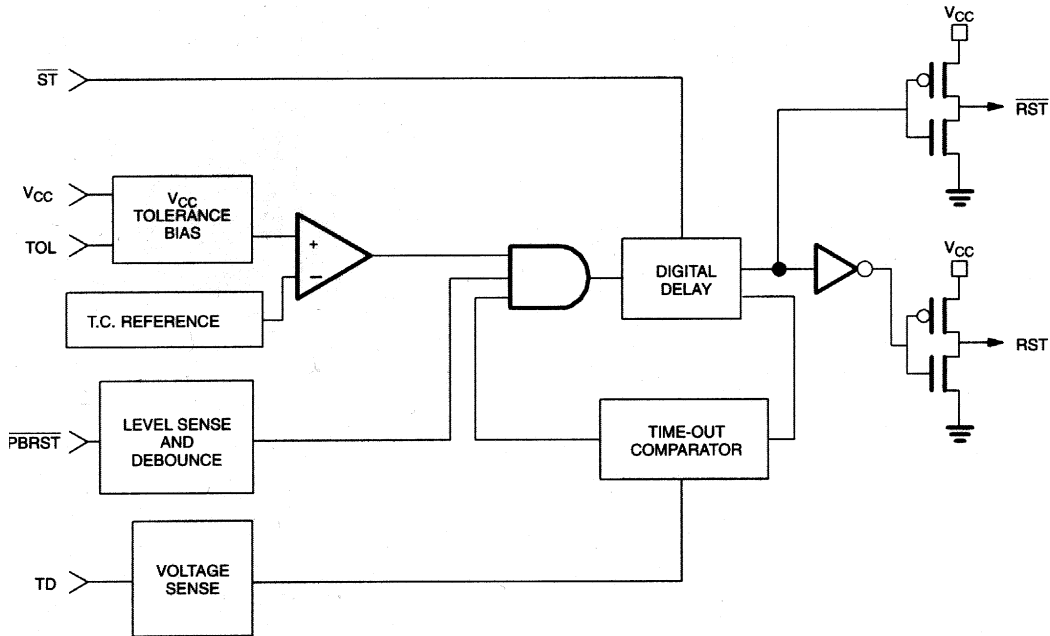 VCC
ST
RST
VCC
TOL
VCC
TOLERANCE
BIAS
+
−
T.C. REFERENCE
DIGITAL
DELAY
VCC
RST
PBRST
LEVEL SENSE
AND
DEBOUNCE
TIME-OUT
COMPARATOR
TD
VOLTAGE
SENSE